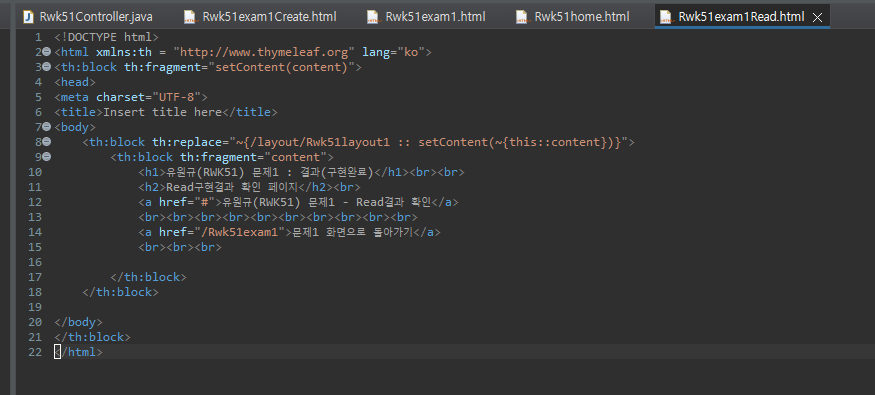 Rwk51Controller.java Rwk51exam1Create.html Rwk51exam1.html Rwk51home.html Rwk51exam1Read.html
1 <!DOCTYPE html>
2 <html xmlns:th = "http://www.thymeleaf.org" lang="ko">
3 <th:block th:fragment="setContent(content)">
4 <head>
5 <meta charset="UTF-8">
6 <title>Insert title here</title>
7 <body>
8 <th:block th:replace="~{/layout/Rwk51layout1 :: setContent(~{this::content})}">
9 <th:block th:fragment="content">
10 <h1>유원규(RWK51) 문제1 : 결과(구현완료)</h1><br><br>
11 <h2>Read구현결과 확인 페이지</h2><br>
12 <a href="#">유원규(RWK51) 문제1 - Read결과 확인</a>
13 <br><br><br><br><br><br><br><br><br><br>
14 <a href="/Rwk51exam1">문제1 화면으로 돌아가기</a>
15 <br><br><br>
16
17 </th:block>
18 </th:block>
19
20 </body>
21 </th:block>
22 </html>